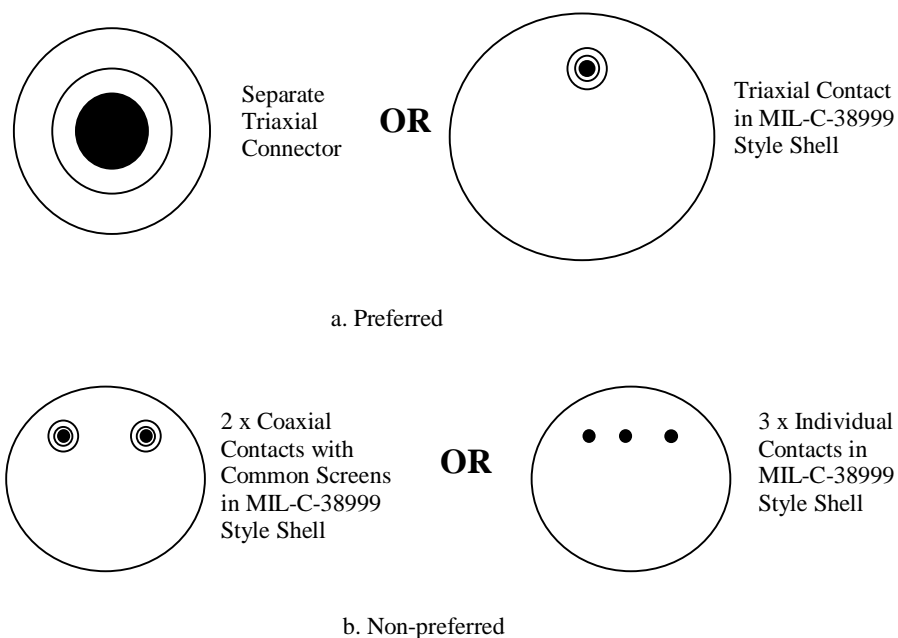 Separate
Triaxial
Connector
OR
Triaxial Contact
in MIL-C-38999
Style Shell
a. Preferred
2 x Coaxial
Contacts with
Common Screens
in MIL-C-38999
Style Shell
OR
3 x Individual
Contacts in
MIL-C-38999
Style Shell
b. Non-preferred